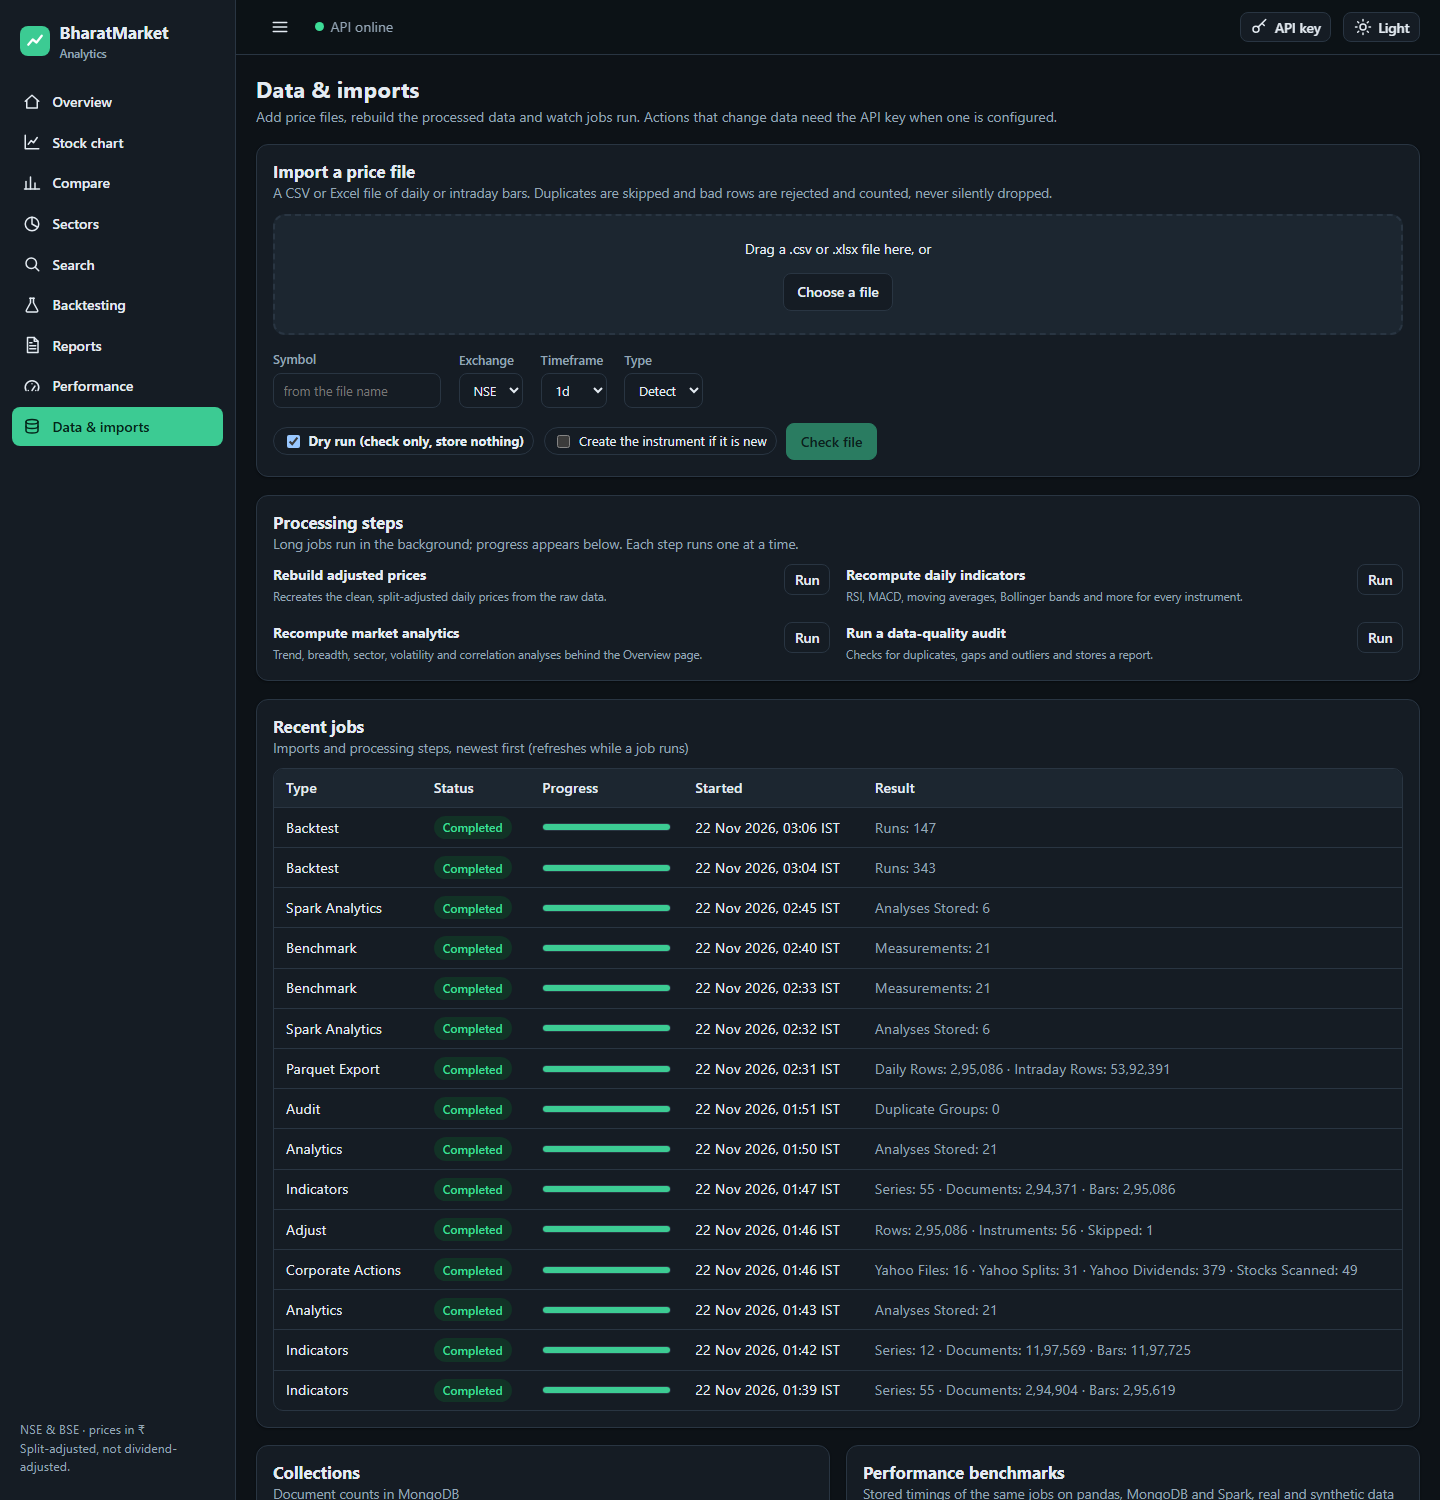 BharatMarket
Analytics
Overview
Stock chart
Compare
Sectors
Search
Backtesting
Reports
Performance
Data & imports
NSE & BSE · prices in ₹
Split-adjusted, not dividend-
adjusted.
API online
API key
Light
Data & imports
Add price files, rebuild the processed data and watch jobs run. Actions that change data need the API key when one is configured.
Import a price file
A CSV or Excel file of daily or intraday bars. Duplicates are skipped and bad rows are rejected and counted, never silently dropped.
Drag a .csv or .xlsx file here, or
Choose a file
Symbol Exchange Timeframe Type
from the file name NSE 1d Detect
Dry run (check only, store nothing) Create the instrument if it is new Check file
Processing steps
Long jobs run in the background; progress appears below. Each step runs one at a time.
Rebuild adjusted prices
Recreates the clean, split-adjusted daily prices from the raw data.
Run
Recompute daily indicators
RSI, MACD, moving averages, Bollinger bands and more for every instrument.
Run
Recompute market analytics
Trend, breadth, sector, volatility and correlation analyses behind the Overview page.
Run
Run a data-quality audit
Checks for duplicates, gaps and outliers and stores a report.
Run
Recent jobs
Imports and processing steps, newest first (refreshes while a job runs)
Type Status Progress Started Result
Backtest Completed 22 Nov 2026, 03:06 IST Runs: 147
Backtest Completed 22 Nov 2026, 03:04 IST Runs: 343
Spark Analytics Completed 22 Nov 2026, 02:45 IST Analyses Stored: 6
Benchmark Completed 22 Nov 2026, 02:40 IST Measurements: 21
Benchmark Completed 22 Nov 2026, 02:33 IST Measurements: 21
Spark Analytics Completed 22 Nov 2026, 02:32 IST Analyses Stored: 6
Parquet Export Completed 22 Nov 2026, 02:31 IST Daily Rows: 2,95,086 · Intraday Rows: 53,92,391
Audit Completed 22 Nov 2026, 01:51 IST Duplicate Groups: 0
Analytics Completed 22 Nov 2026, 01:50 IST Analyses Stored: 21
Indicators Completed 22 Nov 2026, 01:47 IST Series: 55 · Documents: 2,94,371 · Bars: 2,95,086
Adjust Completed 22 Nov 2026, 01:46 IST Rows: 2,95,086 · Instruments: 56 · Skipped: 1
Corporate Actions Completed 22 Nov 2026, 01:46 IST Yahoo Files: 16 · Yahoo Splits: 31 · Yahoo Dividends: 379 · Stocks Scanned: 49
Analytics Completed 22 Nov 2026, 01:43 IST Analyses Stored: 21
Indicators Completed 22 Nov 2026, 01:42 IST Series: 12 · Documents: 11,97,569 · Bars: 11,97,725
Indicators Completed 22 Nov 2026, 01:39 IST Series: 55 · Documents: 2,94,904 · Bars: 2,95,619
Collections
Document counts in MongoDB
Performance benchmarks
Stored timings of the same jobs on pandas, MongoDB and Spark, real and synthetic data